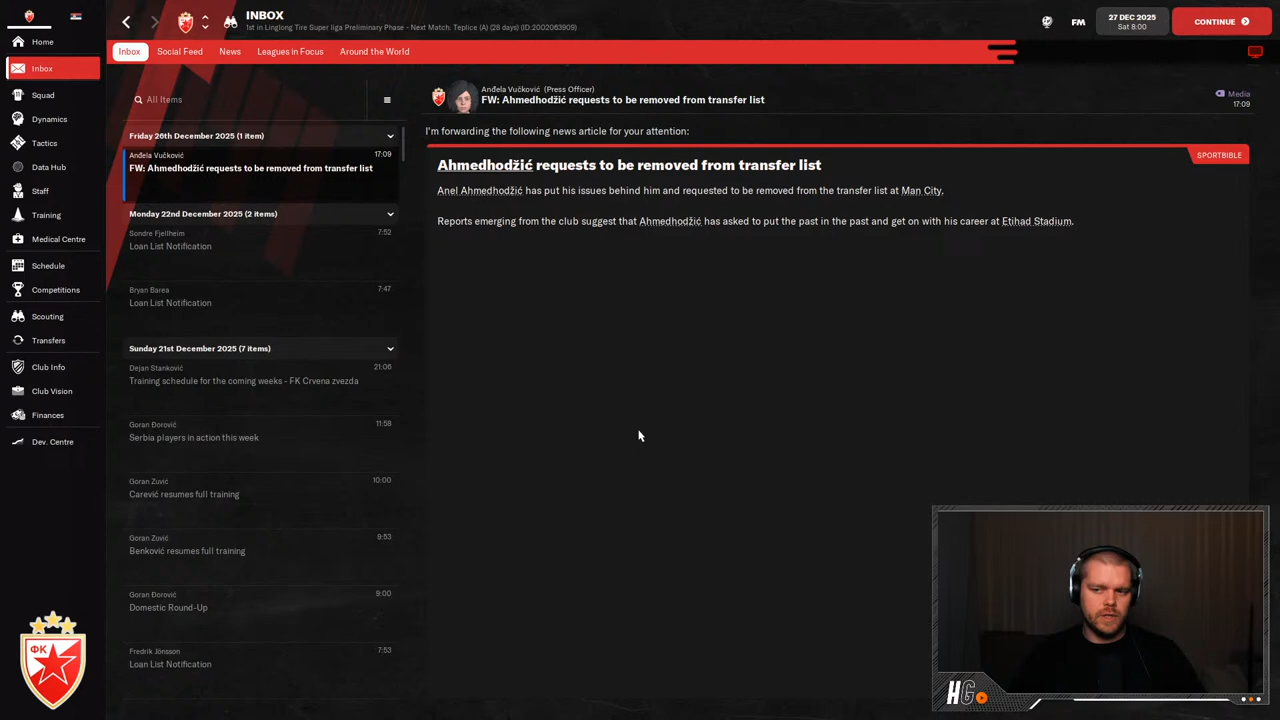 INBOX
1st in Linglong Tire Super liga Preliminary Phase - Next Match: Teplice (A) (28 days) (ID:2002063909)
FM
27 DEC 2025
Sat 8:00
CONTINUE
Home
Inbox
Squad
Dynamics
Tactics
Data Hub
Staff
Training
Medical Centre
Schedule
Competitions
Scouting
Transfers
Club Info
Club Vision
Finances
Dev. Centre
ФК
Inbox
Social Feed
News
Leagues in Focus
Around the World
All Items
Friday 26th December 2025 (1 item)
Anđela Vučković 17:09
FW: Ahmedhodžić requests to be removed from transfer list
Monday 22nd December 2025 (2 items)
Sondre Fjellheim 7:52
Loan List Notification
Bryan Barea 7:47
Loan List Notification
Sunday 21st December 2025 (7 items)
Dejan Stanković 21:06
Training schedule for the coming weeks - FK Crvena zvezda
Goran Đorović 11:58
Serbia players in action this week
Goran Zuvić 10:00
Carević resumes full training
Goran Zuvić 9:53
Benković resumes full training
Goran Đorović 9:00
Domestic Round-Up
Fredrik Jönsson 7:53
Loan List Notification
Anđela Vučković (Press Officer)
FW: Ahmedhodžić requests to be removed from transfer list
Media
17:09
I'm forwarding the following news article for your attention:
SPORTBIBLE
Ahmedhodžić requests to be removed from transfer list
Anel Ahmedhodžić has put his issues behind him and requested to be removed from the transfer list at Man City.
Reports emerging from the club suggest that Ahmedhodžić has asked to put the past in the past and get on with his career at Etihad Stadium.
HG